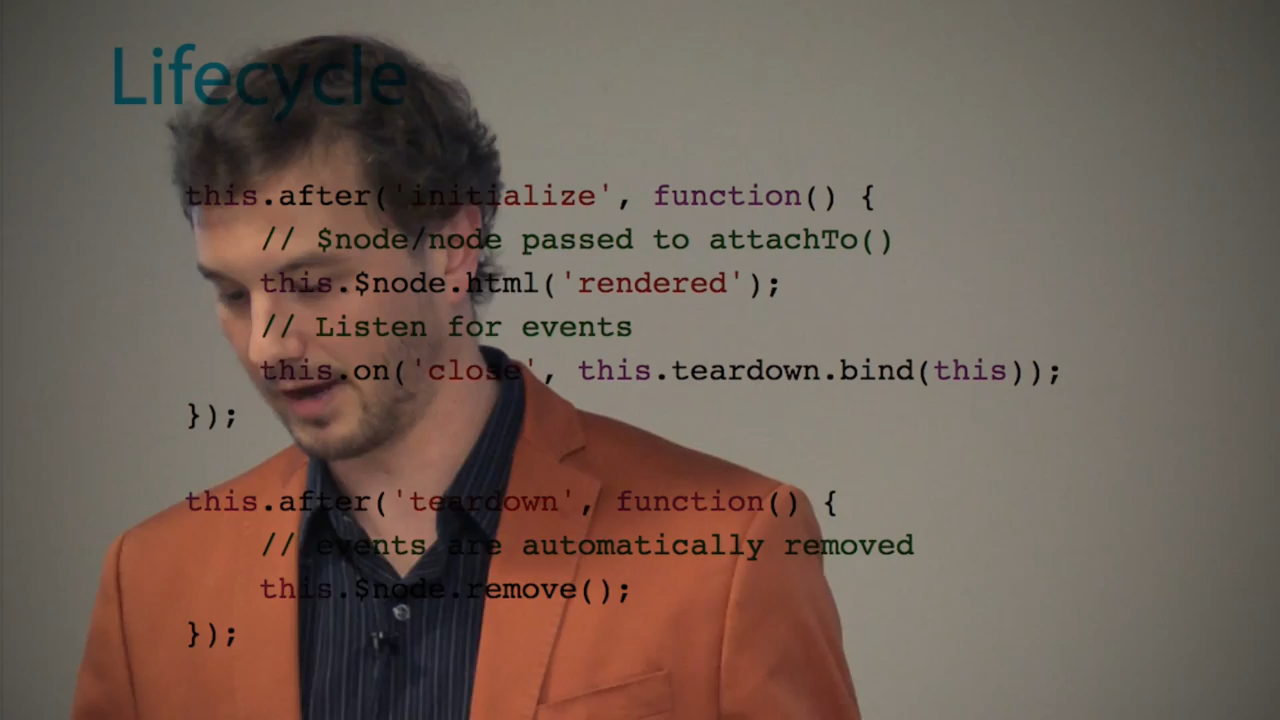 Lifecycle
this.after('initialize', function() {
// $node/node passed to attachTo()
this.$node.html('rendered');
// Listen for events
this.on('close', this.teardown.bind(this));
});
this.after('teardown', function() {
// events are automatically removed
this.$node.remove();
});